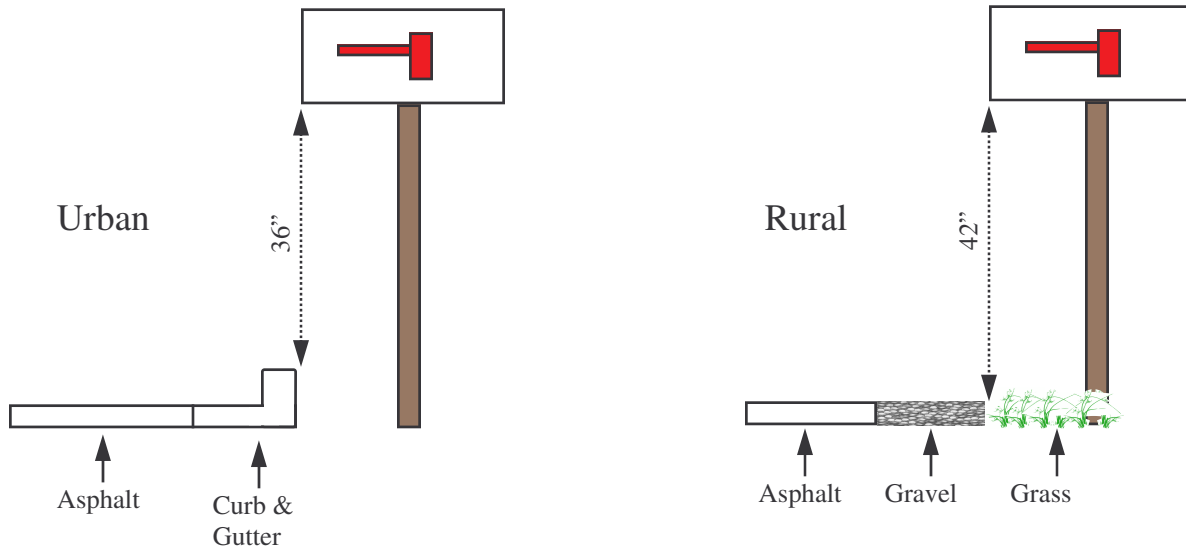 Urban
36”
Asphalt
Curb &
Gutter
Rural
42”
Asphalt
Gravel
Grass